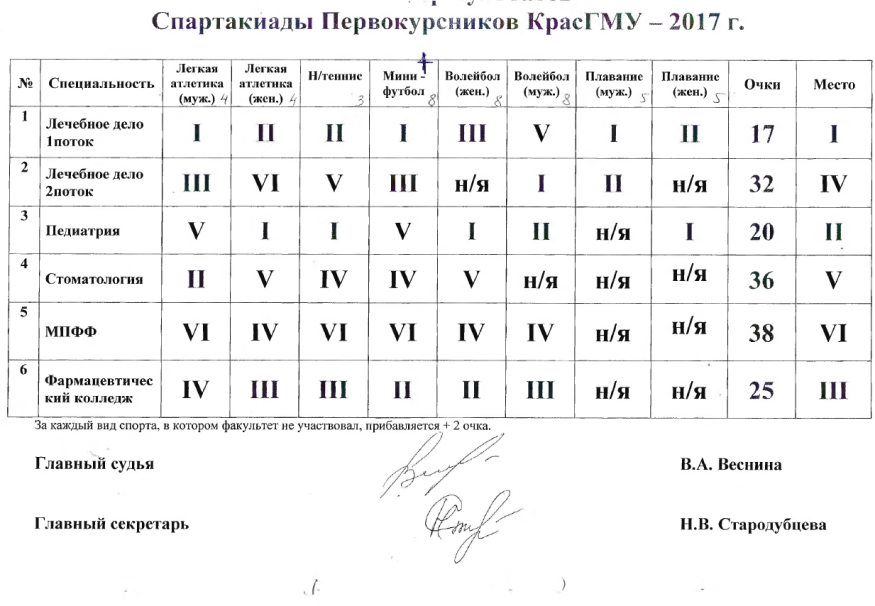 Спартакиады Первокурсников КрасГМУ – 2017 г.
№ Специальность Легкая атлетика (муж.) 4 Легкая атлетика (жен.) 4 Н/теннис 3 Мини - футбол 8 Волейбол (жен.) 8 Волейбол (муж.) 8 Плавание (муж.) 5 Плавание (жен.) 5 Очки Место
1 Лечебное дело 1поток I II II I III V I II 17 I
2 Лечебное дело 2поток III VI V III н/я I II н/я 32 IV
3 Педиатрия V I I V I II н/я I 20 II
4 Стоматология II V IV IV V н/я н/я н/я 36 V
5 МПФФ VI IV VI VI IV IV н/я н/я 38 VI
6 Фармацевтичес кий колледж IV III III II II III н/я н/я 25 III
За каждый вид спорта, в котором факультет не участвовал, прибавляется + 2 очка.
Главный судья В.А. Веснина
Главный секретарь Н.В. Стародубцева